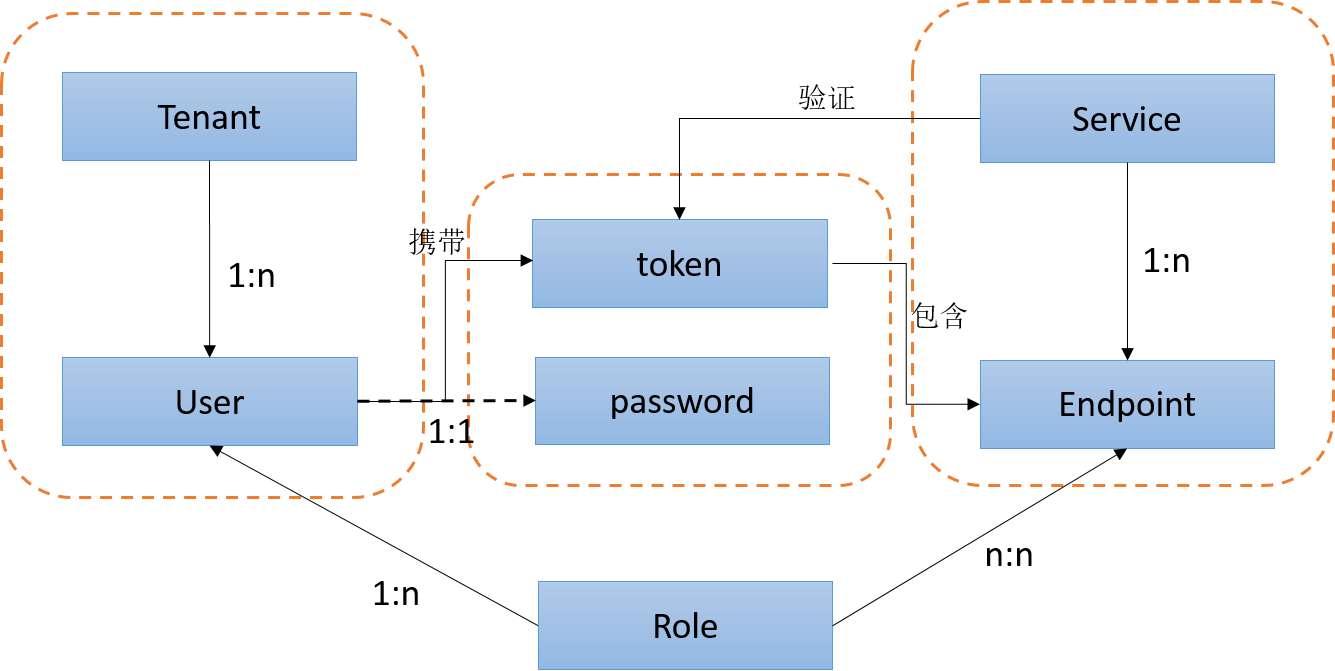 验证
Tenant
Service
携带
token
1:n
1:n
包含
User
password
Endpoint
1:1
n:n
1:n
Role